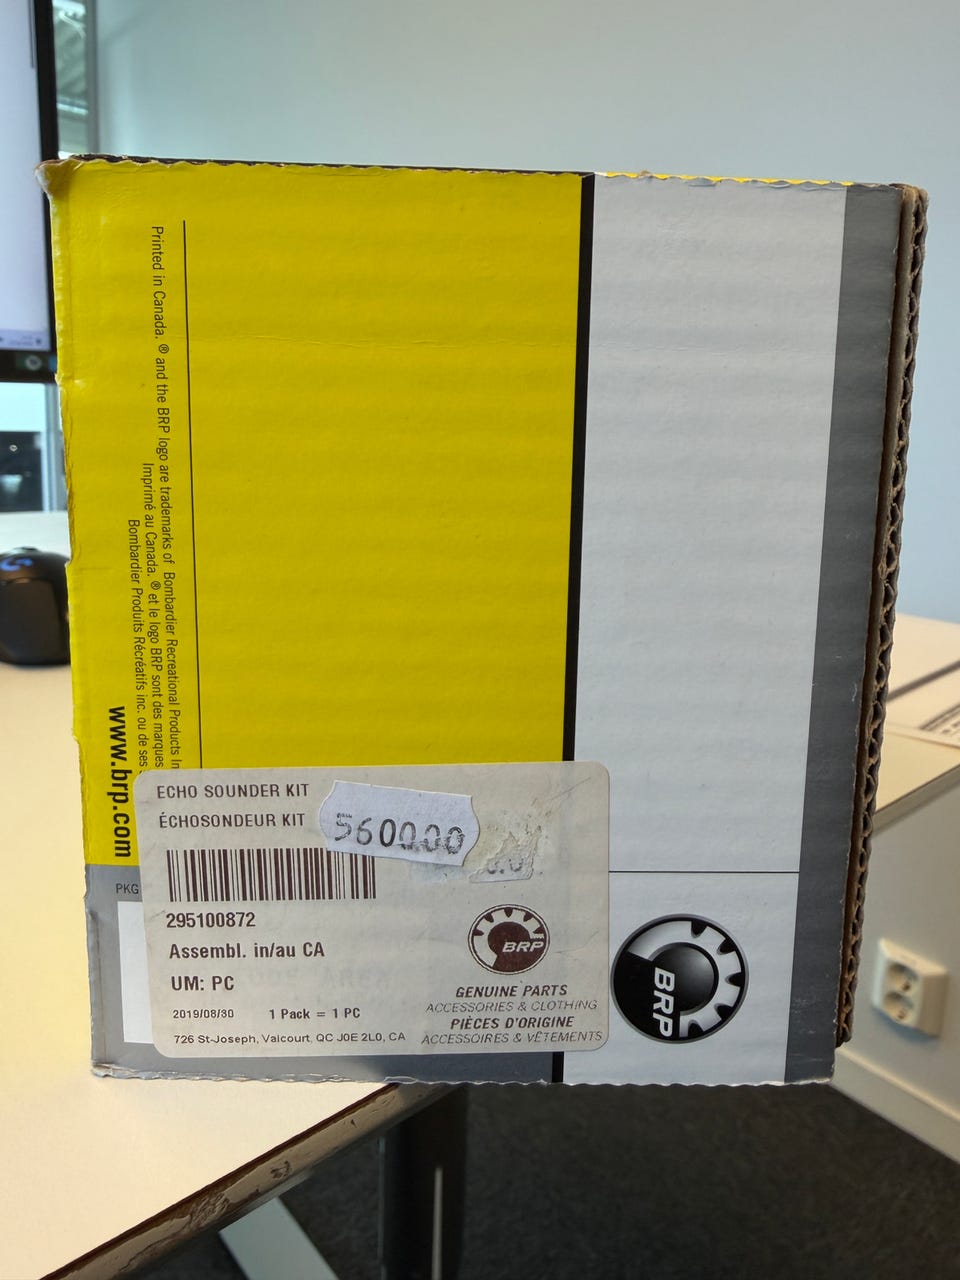 Printed in Canada. ® and the BRP logo are trademarks of Bombardier Recreational Products In
Imprimé au Canada. ® et le logo BRP sont des marques
Bombardier Produits Récréatifs inc. ou de ses
www.brp.com
ECHO SOUNDER KIT
ÉCHOSONDEUR KIT
5600.00
PKG
295100872
Assembl. in/au CA
UM: PC
2019/08/30 1 Pack = 1 PC
726 St-Joseph, Valcourt, QC J0E 2L0, CA
BRP
GENUINE PARTS
ACCESSORIES & CLOTHING
PIÈCES D'ORIGINE
ACCESSOIRES & VÊTEMENTS
BRP